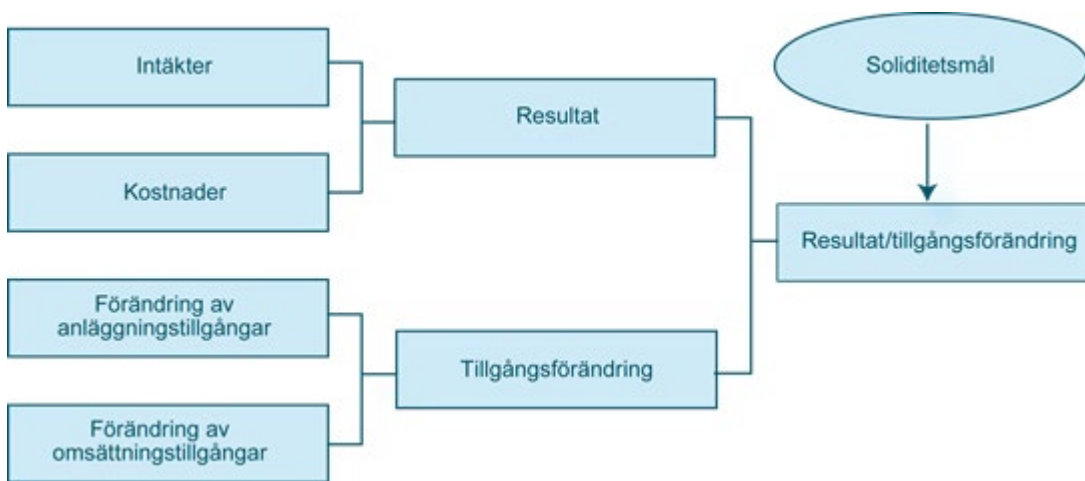 Intäkter
Kostnader
Resultat
Soliditetsmål
Resultat/tillgångsförändring
Förändring av
anläggningstillgångar
Förändring av
omsättningstillgångar
Tillgångsförändring